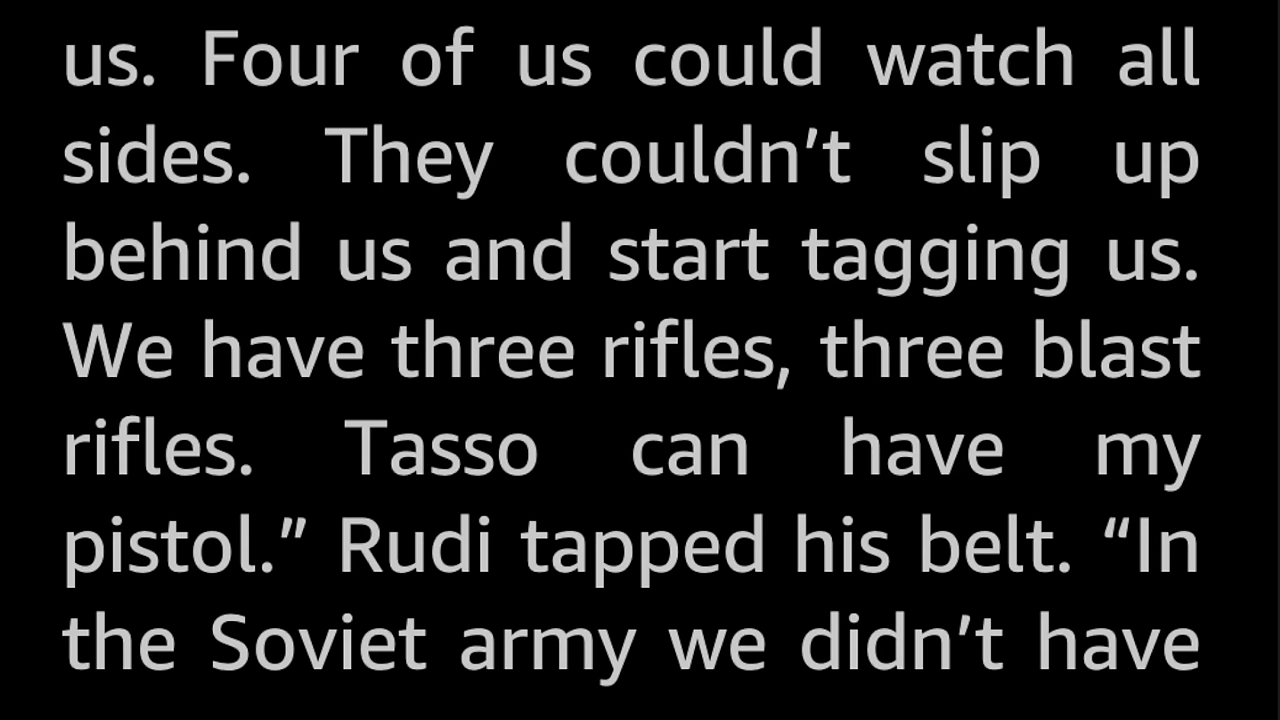 us. Four of us could watch all
sides. They couldn’t slip up
behind us and start tagging us.
We have three rifles, three blast
rifles. Tasso can have my
pistol.” Rudi tapped his belt. “In
the Soviet army we didn’t have